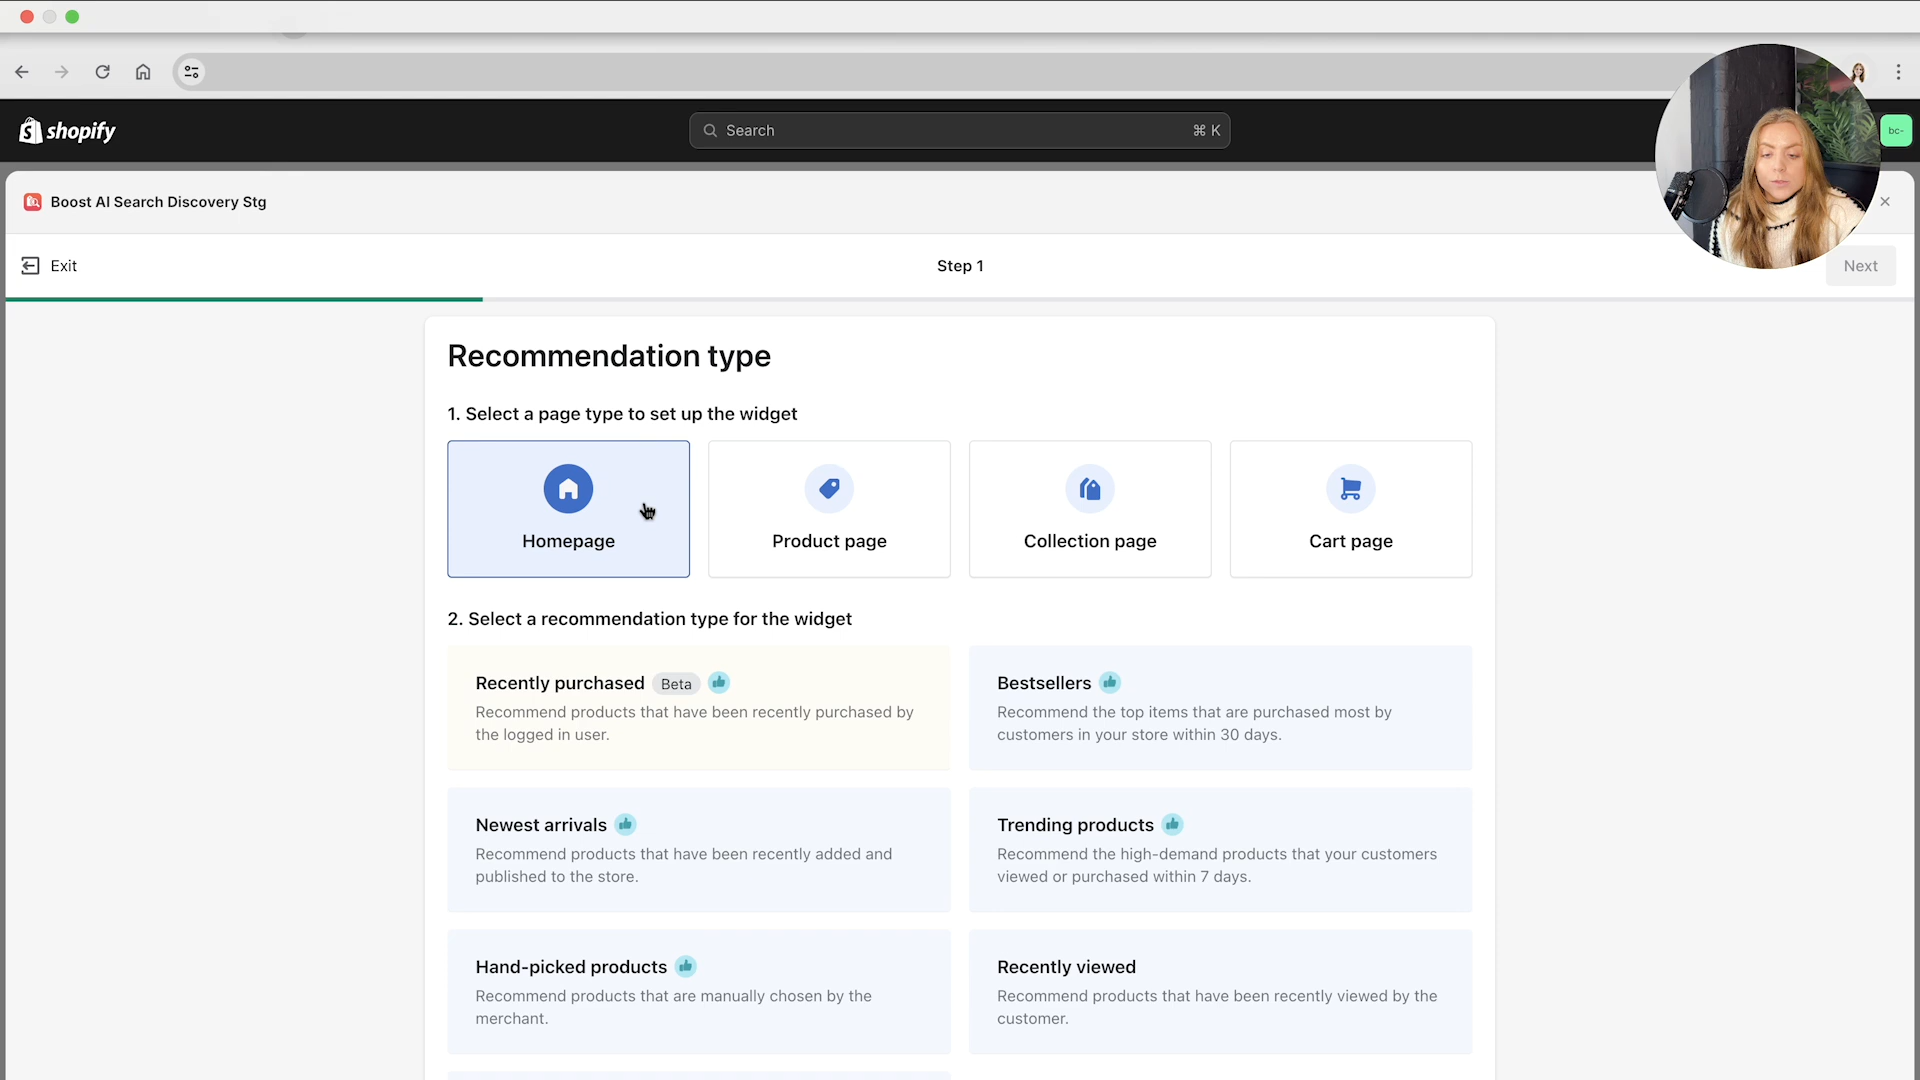 shopify
Search
⌘ K
bc-
Boost AI Search Discovery Stg
Exit
Step 1
Next
Recommendation type
1. Select a page type to set up the widget
Homepage
Product page
Collection page
Cart page
2. Select a recommendation type for the widget
Recently purchased Beta
Recommend products that have been recently purchased by
the logged in user.
Bestsellers
Recommend the top items that are purchased most by
customers in your store within 30 days.
Newest arrivals
Recommend products that have been recently added and
published to the store.
Trending products
Recommend the high-demand products that your customers
viewed or purchased within 7 days.
Hand-picked products
Recommend products that are manually chosen by the
merchant.
Recently viewed
Recommend products that have been recently viewed by the
customer.